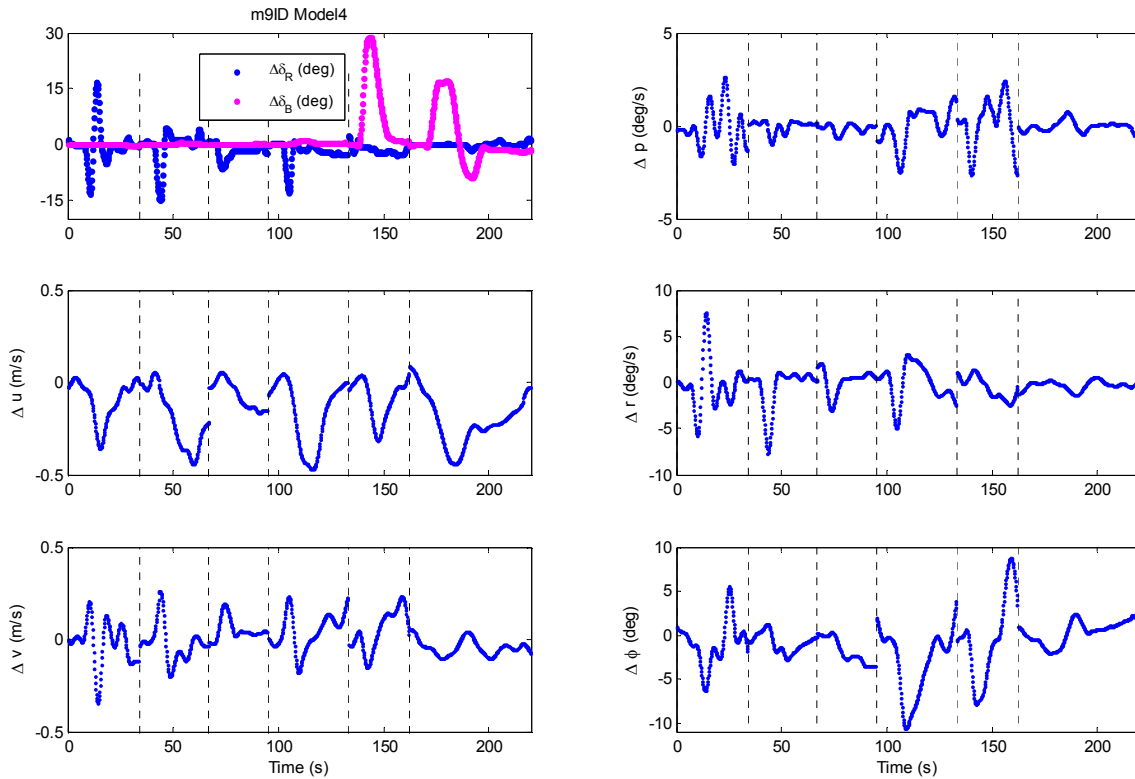 m9ID Model4
30
15
0
-15
Δδ_R (deg)
Δδ_B (deg)
0 50 100 150 200
5
0
-5
Δ p (deg/s)
0 50 100 150 200
0.5
0
-0.5
Δ u (m/s)
0 50 100 150 200
10
5
0
-5
-10
Δ r (deg/s)
0 50 100 150 200
0.5
0
-0.5
Δ v (m/s)
0 50 100 150 200
Time (s)
10
5
0
-5
-10
Δ ϕ (deg
0 50 100 150 200
Time (s)